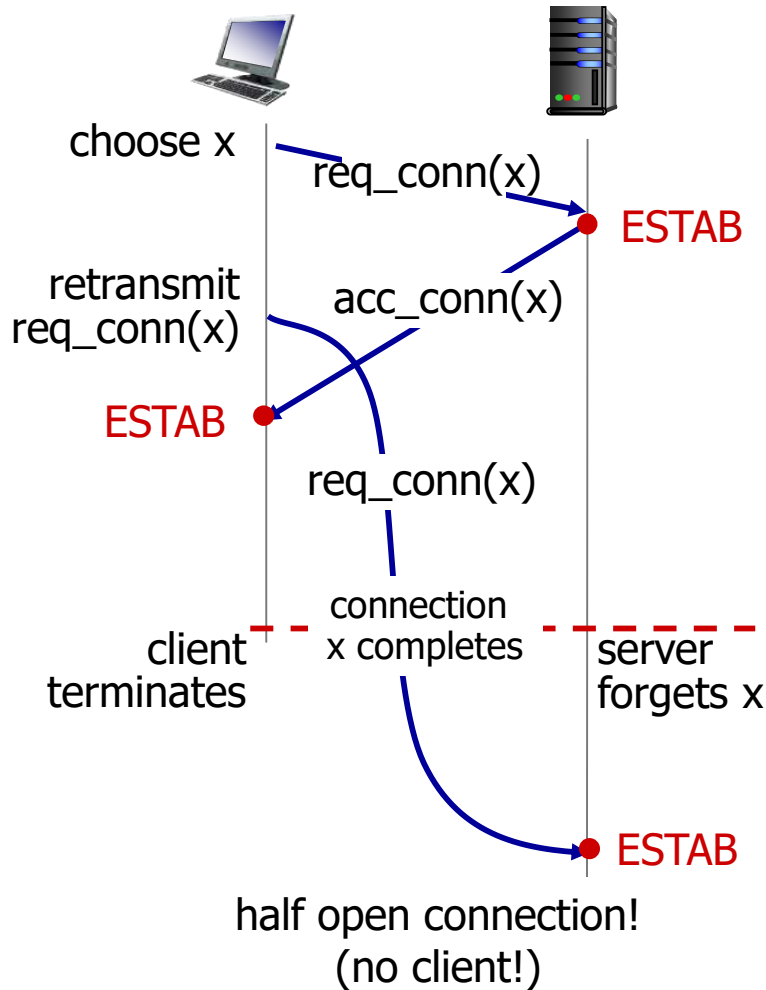 choose x
req_conn(x)
ESTAB
retransmit
req_conn(x)
acc_conn(x)
ESTAB
req_conn(x)
connection
x completes
client
terminates
server
forgets x
ESTAB
half open connection!
(no client!)